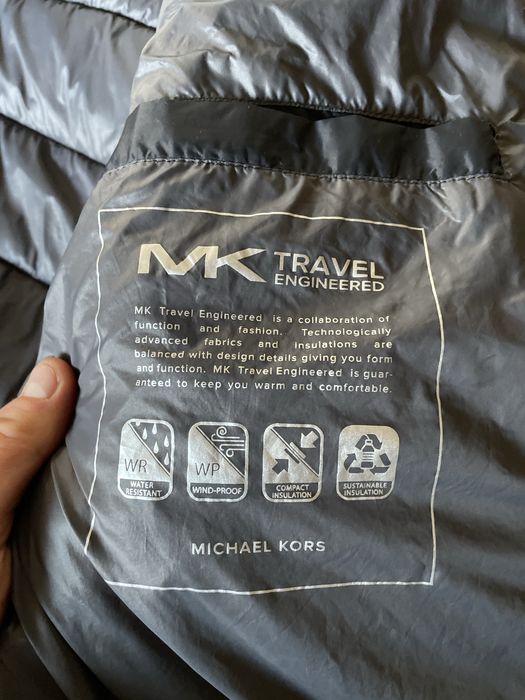 MK TRAVEL
ENGINEERED
MK Travel Engineered is a collaboration of
function and fashion. Technologically
advanced fabrics and insulations are
balanced with design details giving you form
and function. MK Travel Engineered is guar-
anteed to keep you warm and comfortable.
WR
WATER
RESISTANT
WP
WIND-PROOF
COMPACT
INSULATION
SUSTAINABLE
INSULATION
MICHAEL KORS